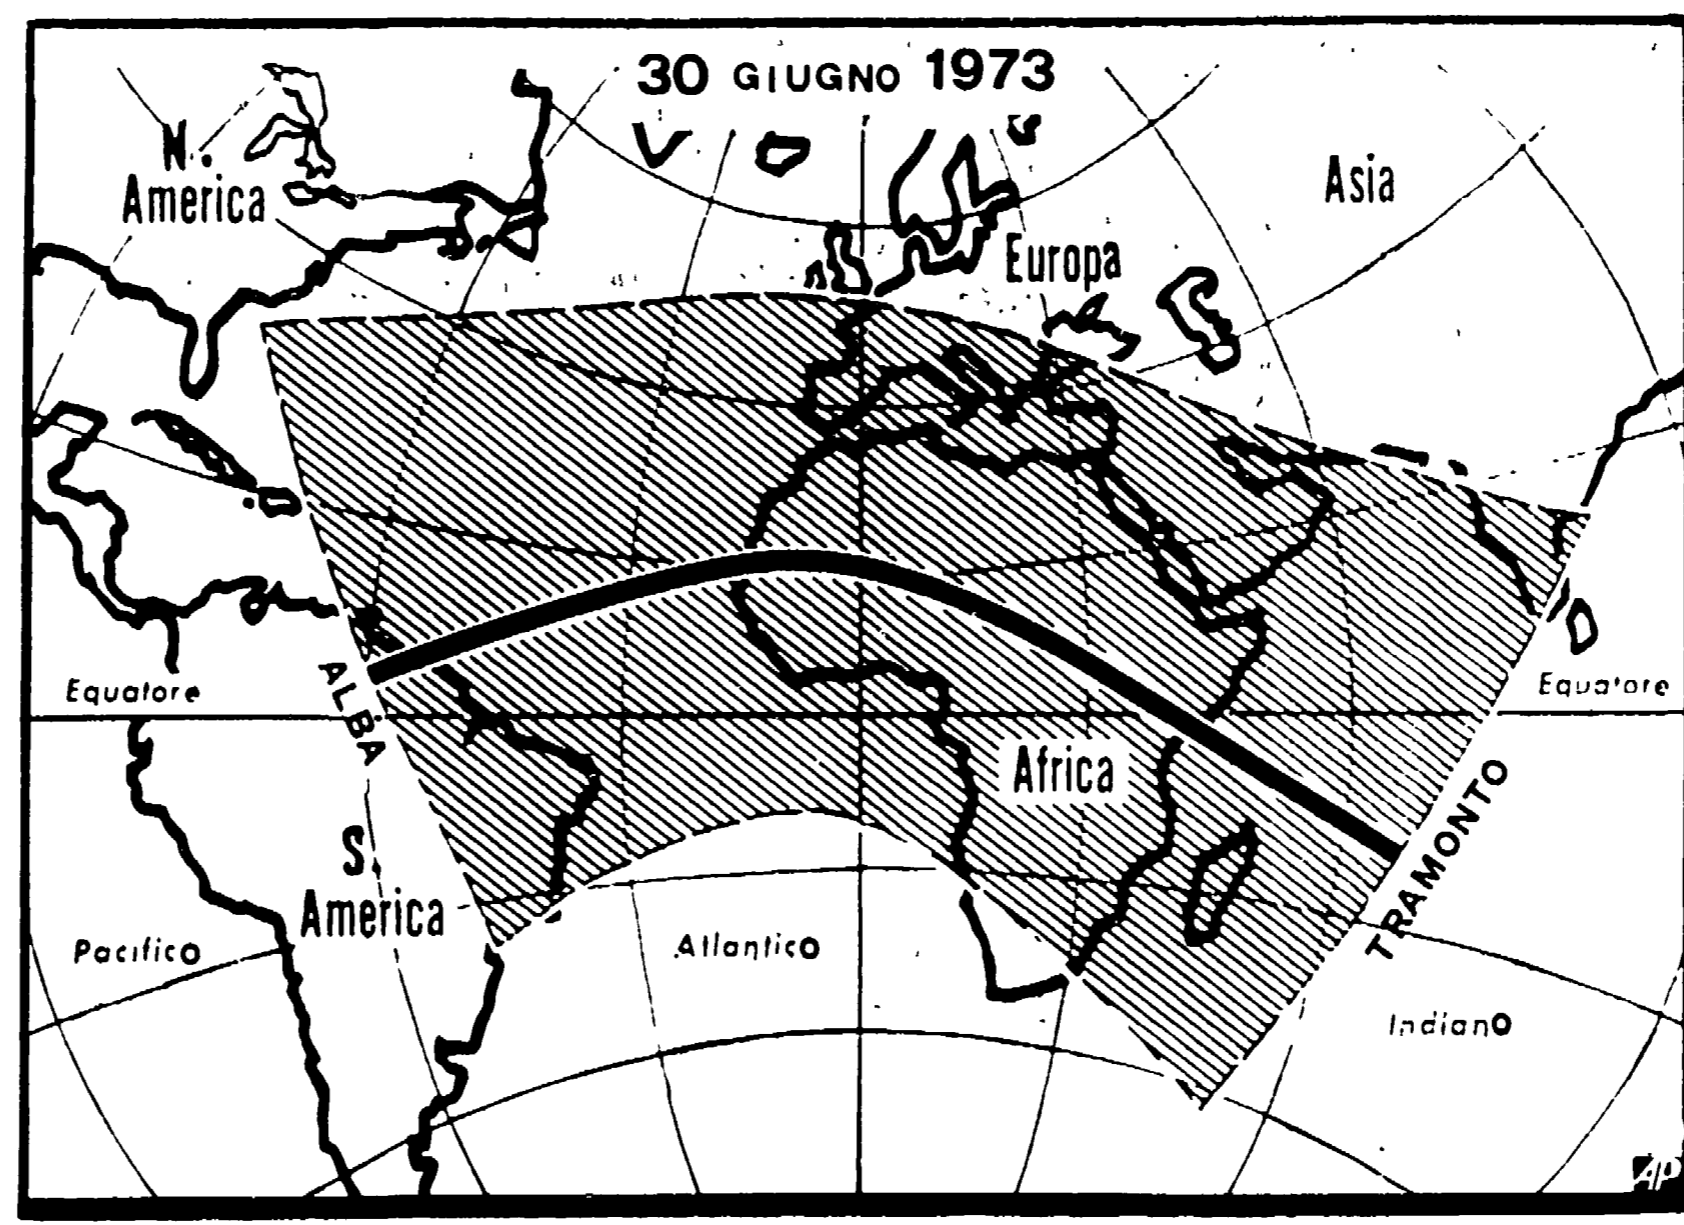 30 GIUGNO 1973
N.
America
Asia
Europa
ALBA
Equatore
Equatore
Africa
TRAMONTO
S.
America
Pacifico
Atlantico
Indiano
AP